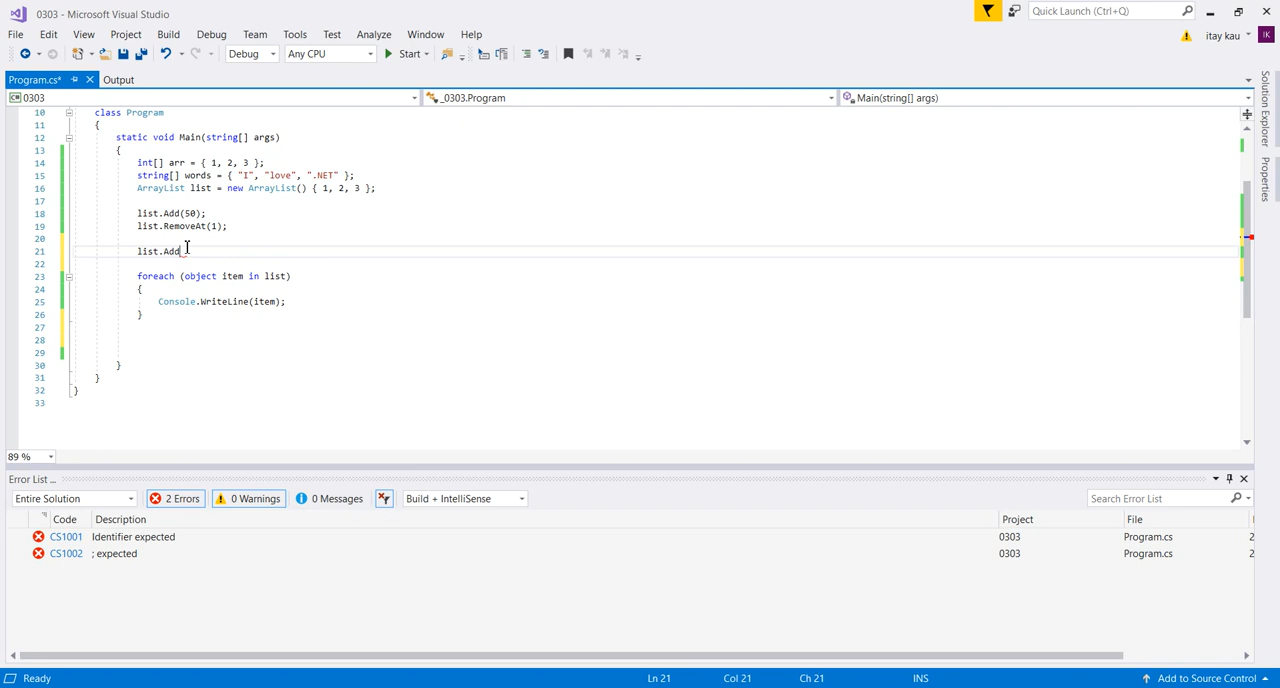 0303 - Microsoft Visual Studio
Quick Launch (Ctrl+Q)
File Edit View Project Build Debug Team Tools Test Analyze Window Help
itay kau IK
Debug Any CPU Start
Program.cs* Output
C# 0303 _0303.Program Main(string[] args)
10 class Program
11 {
12 static void Main(string[] args)
13 {
14 int[] arr = { 1, 2, 3 };
15 string[] words = { "I", "love", ".NET" };
16 ArrayList list = new ArrayList() { 1, 2, 3 };
17
18 list.Add(50);
19 list.RemoveAt(1);
20
21 list.Add
22
23 foreach (object item in list)
24 {
25 Console.WriteLine(item);
26 }
27
28
29
30 }
31 }
32 }
33
Solution Explorer
Properties
89 %
Error List ...
Entire Solution 2 Errors 0 Warnings 0 Messages Build + IntelliSense Search Error List
Code Description Project File
CS1001 Identifier expected 0303 Program.cs 2
CS1002 ; expected 0303 Program.cs 2
Ready Ln 21 Col 21 Ch 21 INS Add to Source Control